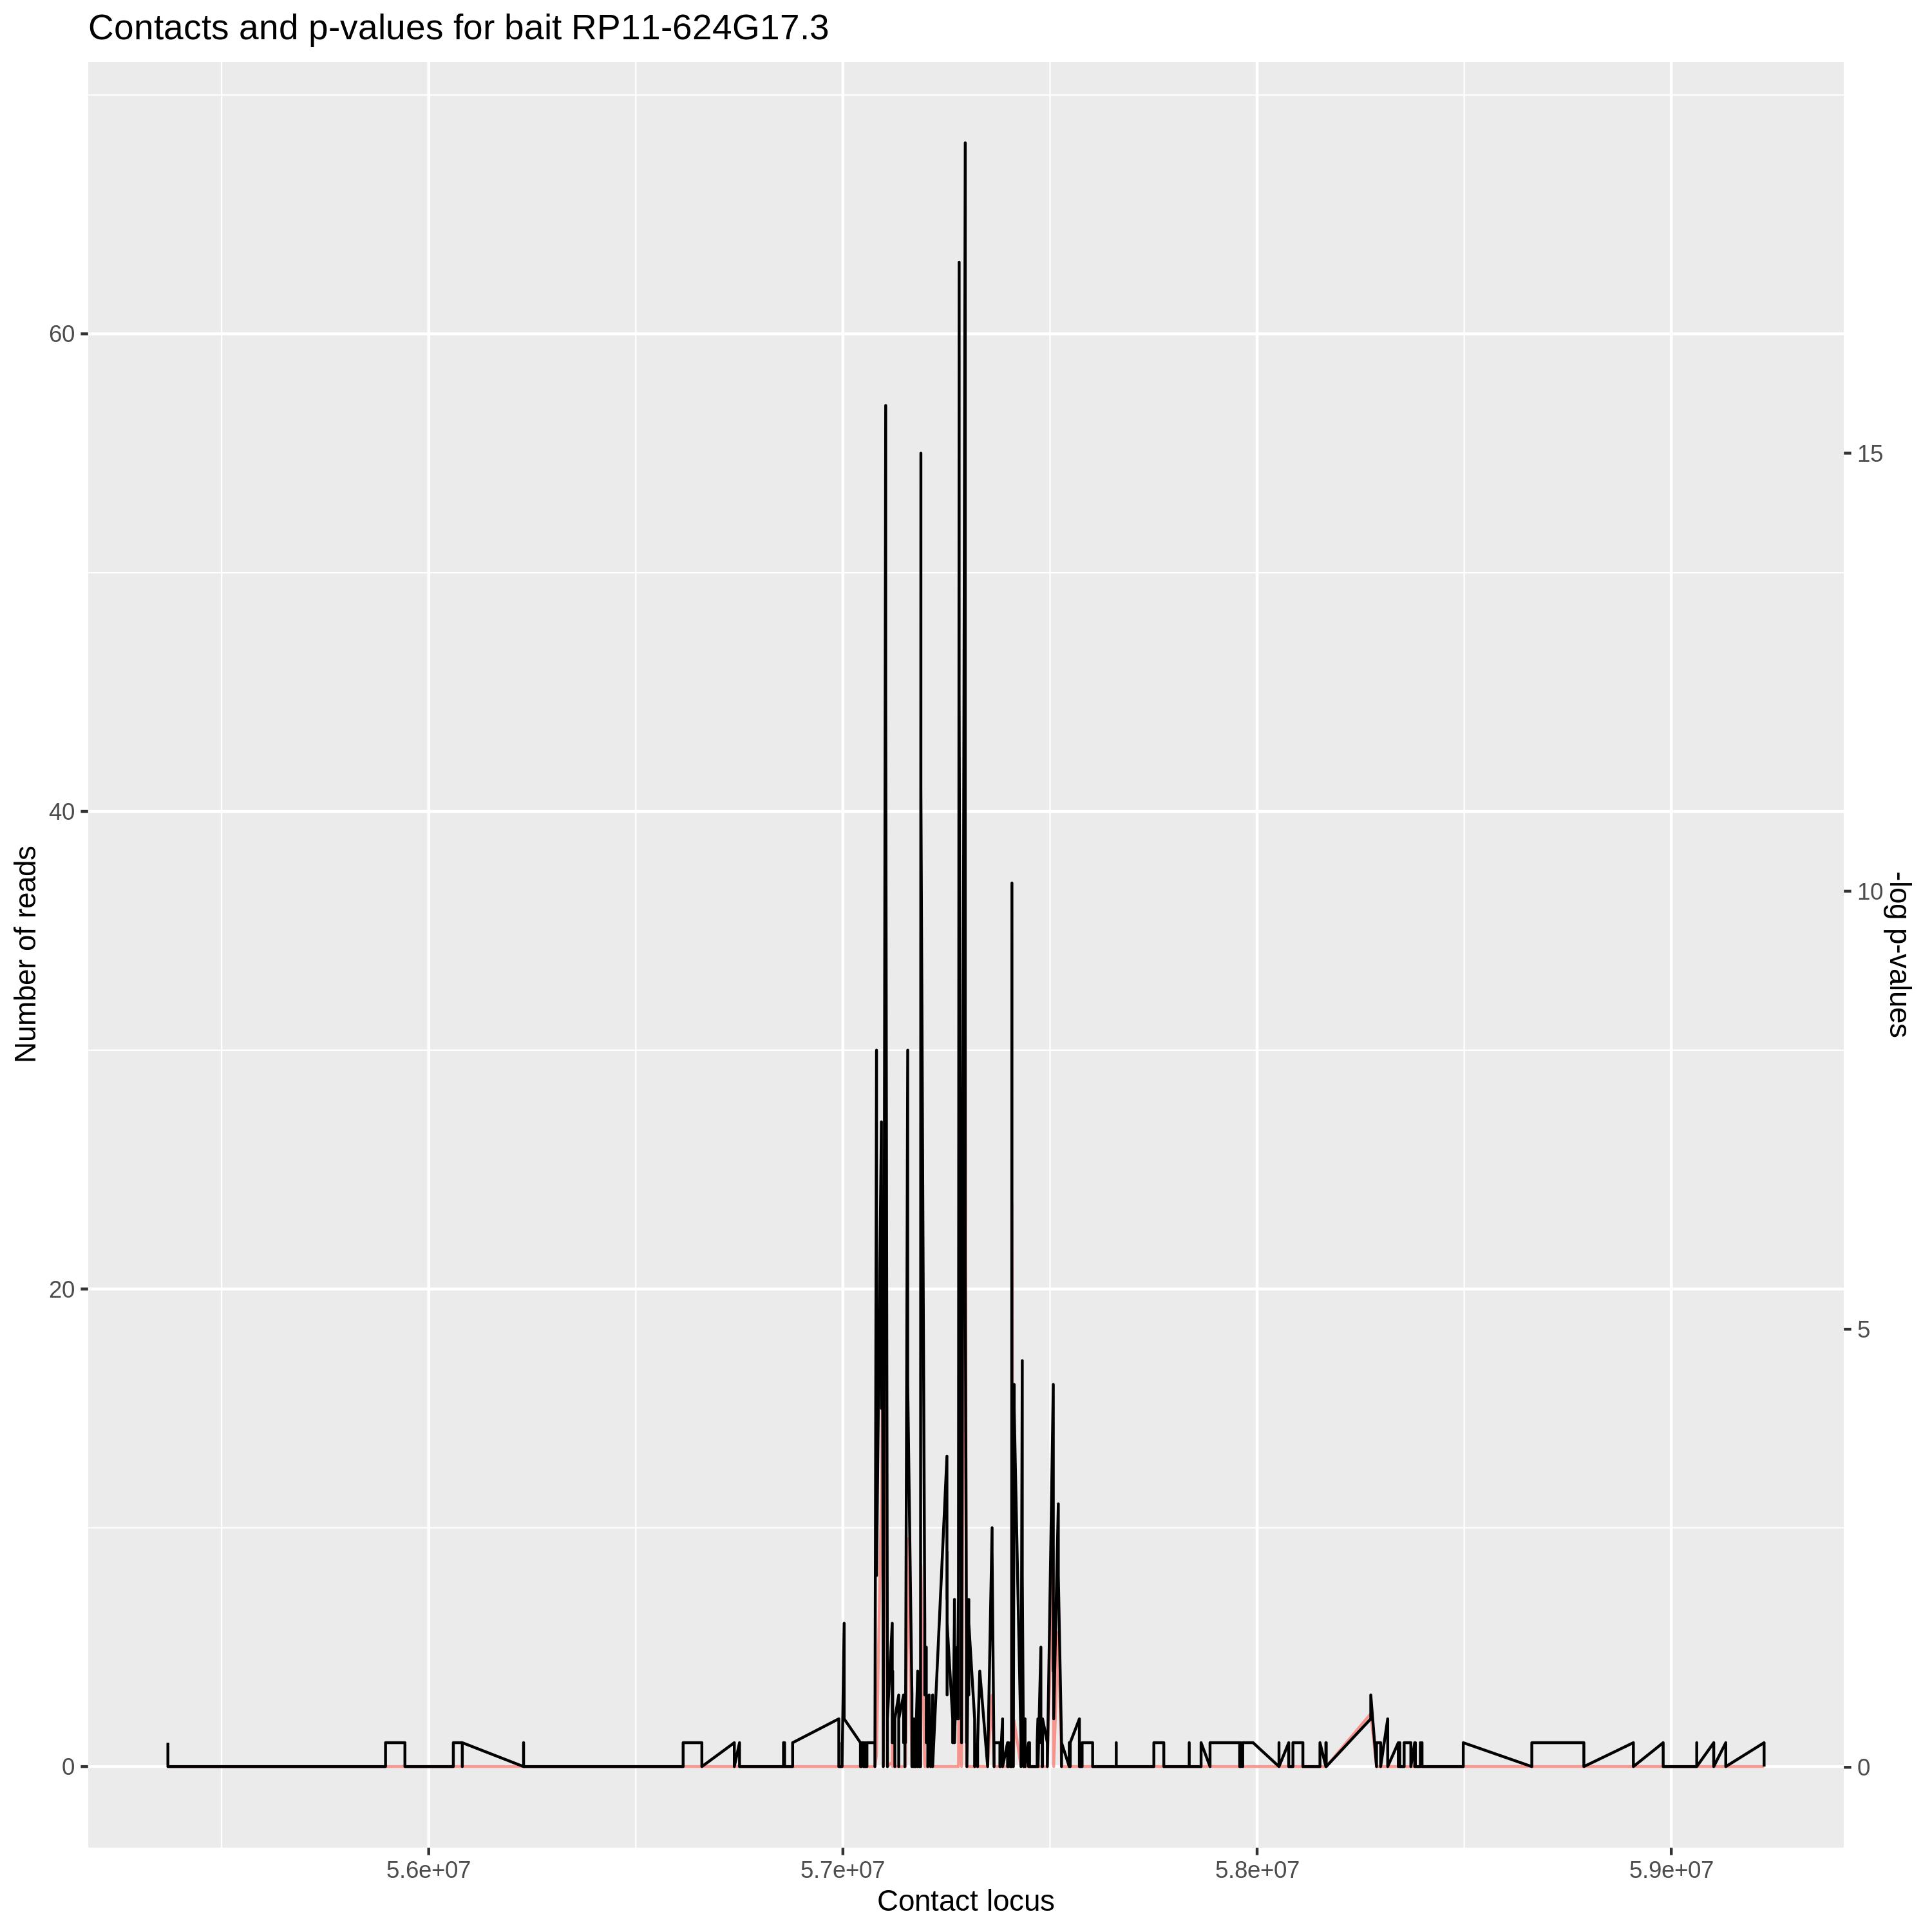 Contacts and p-values for bait RP11-624G17.3
Number of reads
60
40
20
0
15
10
5
0
-log p-values
5.6e+07
5.7e+07
5.8e+07
5.9e+07
Contact locus